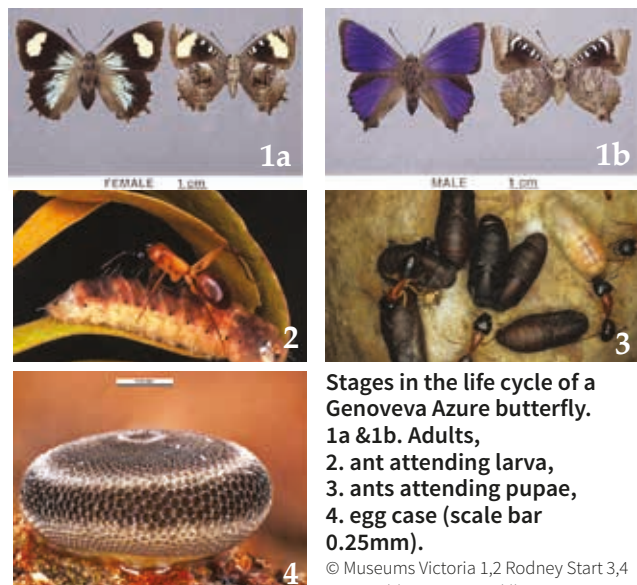 1a
1b
FEMALE 1 cm
MALE 1 cm
2
3
4
Stages in the life cycle of a
Genoveva Azure butterfly.
1a &1b. Adults,
2. ant attending larva,
3. ants attending pupae,
4. egg case (scale bar
0.25mm).
© Museums Victoria 1,2 Rodney Start 3,4